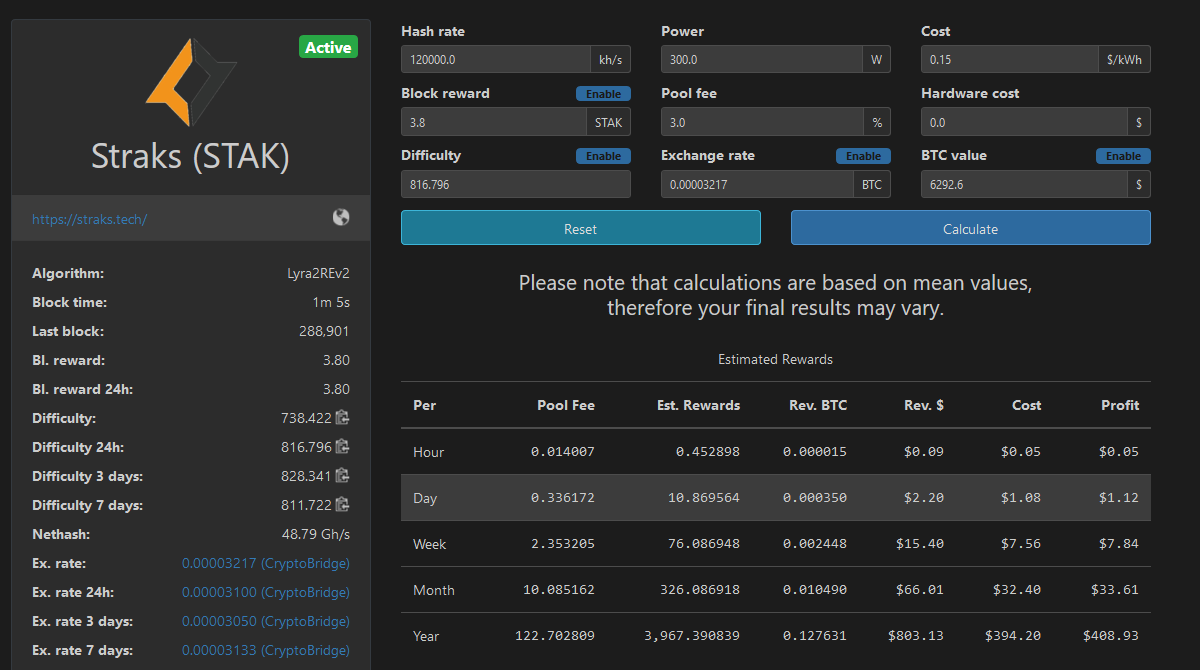 Active
Straks (STAK)
https://straks.tech/
Algorithm: Lyra2REv2
Block time: 1m 5s
Last block: 288,901
Bl. reward: 3.80
Bl. reward 24h: 3.80
Difficulty: 738.422
Difficulty 24h: 816.796
Difficulty 3 days: 828.341
Difficulty 7 days: 811.722
Nethash: 48.79 Gh/s
Ex. rate: 0.00003217 (CryptoBridge)
Ex. rate 24h: 0.00003100 (CryptoBridge)
Ex. rate 3 days: 0.00003050 (CryptoBridge)
Ex. rate 7 days: 0.00003133 (CryptoBridge)
Hash rate Power Cost
120000.0 kh/s 300.0 W 0.15 $/kWh
Block reward Enable Pool fee Hardware cost
3.8 STAK 3.0 % 0.0 $
Difficulty Enable Exchange rate Enable BTC value Enable
816.796 0.00003217 BTC 6292.6 $
Reset Calculate
Please note that calculations are based on mean values,
therefore your final results may vary.
Estimated Rewards
Per Pool Fee Est. Rewards Rev. BTC Rev. $ Cost Profit
Hour 0.014007 0.452898 0.000015 $0.09 $0.05 $0.05
Day 0.336172 10.869564 0.000350 $2.20 $1.08 $1.12
Week 2.353205 76.086948 0.002448 $15.40 $7.56 $7.84
Month 10.085162 326.086918 0.010490 $66.01 $32.40 $33.61
Year 122.702809 3,967.390839 0.127631 $803.13 $394.20 $408.93